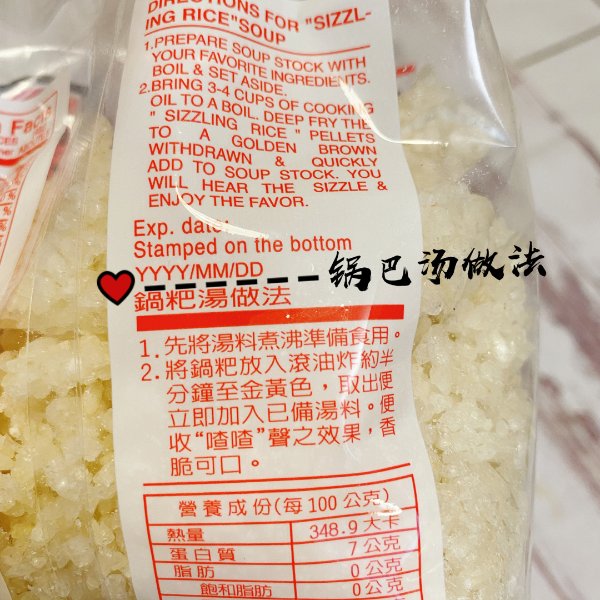 DIRECTIONS FOR "SIZZL-
ING RICE"SOUP
1.PREPARE SOUP STOCK WITH
YOUR FAVORITE INGREDIENTS.
BOIL & SET ASIDE.
2.BRING 3-4 CUPS OF COOKING
OIL TO A BOIL. DEEP FRY THE
" SIZZLING RICE " PELLETS
TO A GOLDEN BROWN
WITHDRAWN & QUICKLY
ADD TO SOUP STOCK. YOU
WILL HEAR THE SIZZLE &
ENJOY THE FAVOR.
Exp. date:
Stamped on the bottom
YYYY/MM/DD
锅巴汤做法
鍋粑湯做法
1. 先將湯料煮沸準備食用。
2. 將鍋粑放入滾油炸約半
分鐘至金黃色，取出便
立即加入已備湯料。便
收“喳喳”聲之效果，香
脆可口。
營養成份(每100公克)
熱量 348.9大卡
蛋白質 7公克
脂肪 0公克
飽和脂肪 0公克